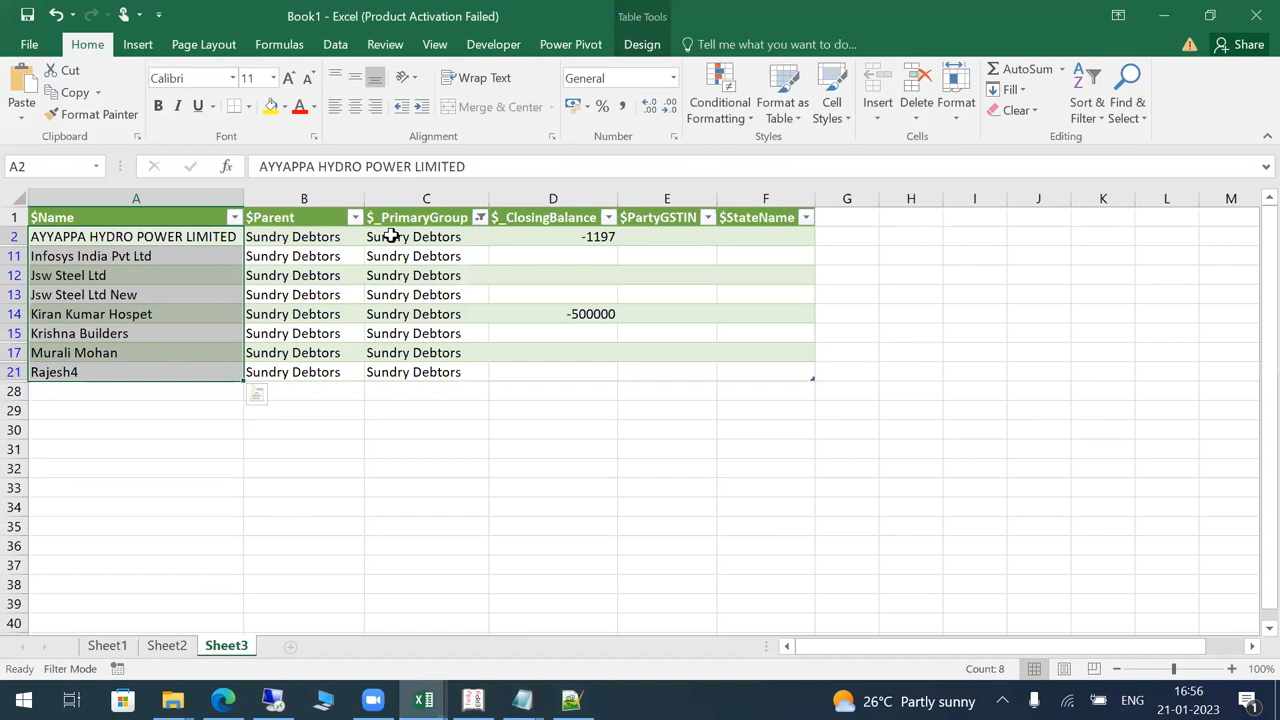 Book1 - Excel (Product Activation Failed)
Table Tools
File Home Insert Page Layout Formulas Data Review View Developer Power Pivot Design Tell me what you want to do... Share
Paste
Cut
Copy
Format Painter
Clipboard
Calibri 11
B I U
Font
Wrap Text
Merge & Center
Alignment
General
% ,
Number
Conditional Formatting
Format as Table
Cell Styles
Styles
Insert Delete Format
Cells
AutoSum
Fill
Clear
Sort & Filter
Find & Select
Editing
A2 fx AYYAPPA HYDRO POWER LIMITED
A B C D E F G H I J K L M
1 $Name $Parent $_PrimaryGroup $_ClosingBalance $PartyGSTIN $StateName
2 AYYAPPA HYDRO POWER LIMITED Sundry Debtors Sundry Debtors -1197
11 Infosys India Pvt Ltd Sundry Debtors Sundry Debtors
12 Jsw Steel Ltd Sundry Debtors Sundry Debtors
13 Jsw Steel Ltd New Sundry Debtors Sundry Debtors
14 Kiran Kumar Hospet Sundry Debtors Sundry Debtors -500000
15 Krishna Builders Sundry Debtors Sundry Debtors
17 Murali Mohan Sundry Debtors Sundry Debtors
21 Rajesh4 Sundry Debtors Sundry Debtors
28
29
30
31
32
33
34
35
36
37
38
39
40
Sheet1 Sheet2 Sheet3
Ready Filter Mode Count: 8 100%
26°C Partly sunny ENG 16:56
21-01-2023